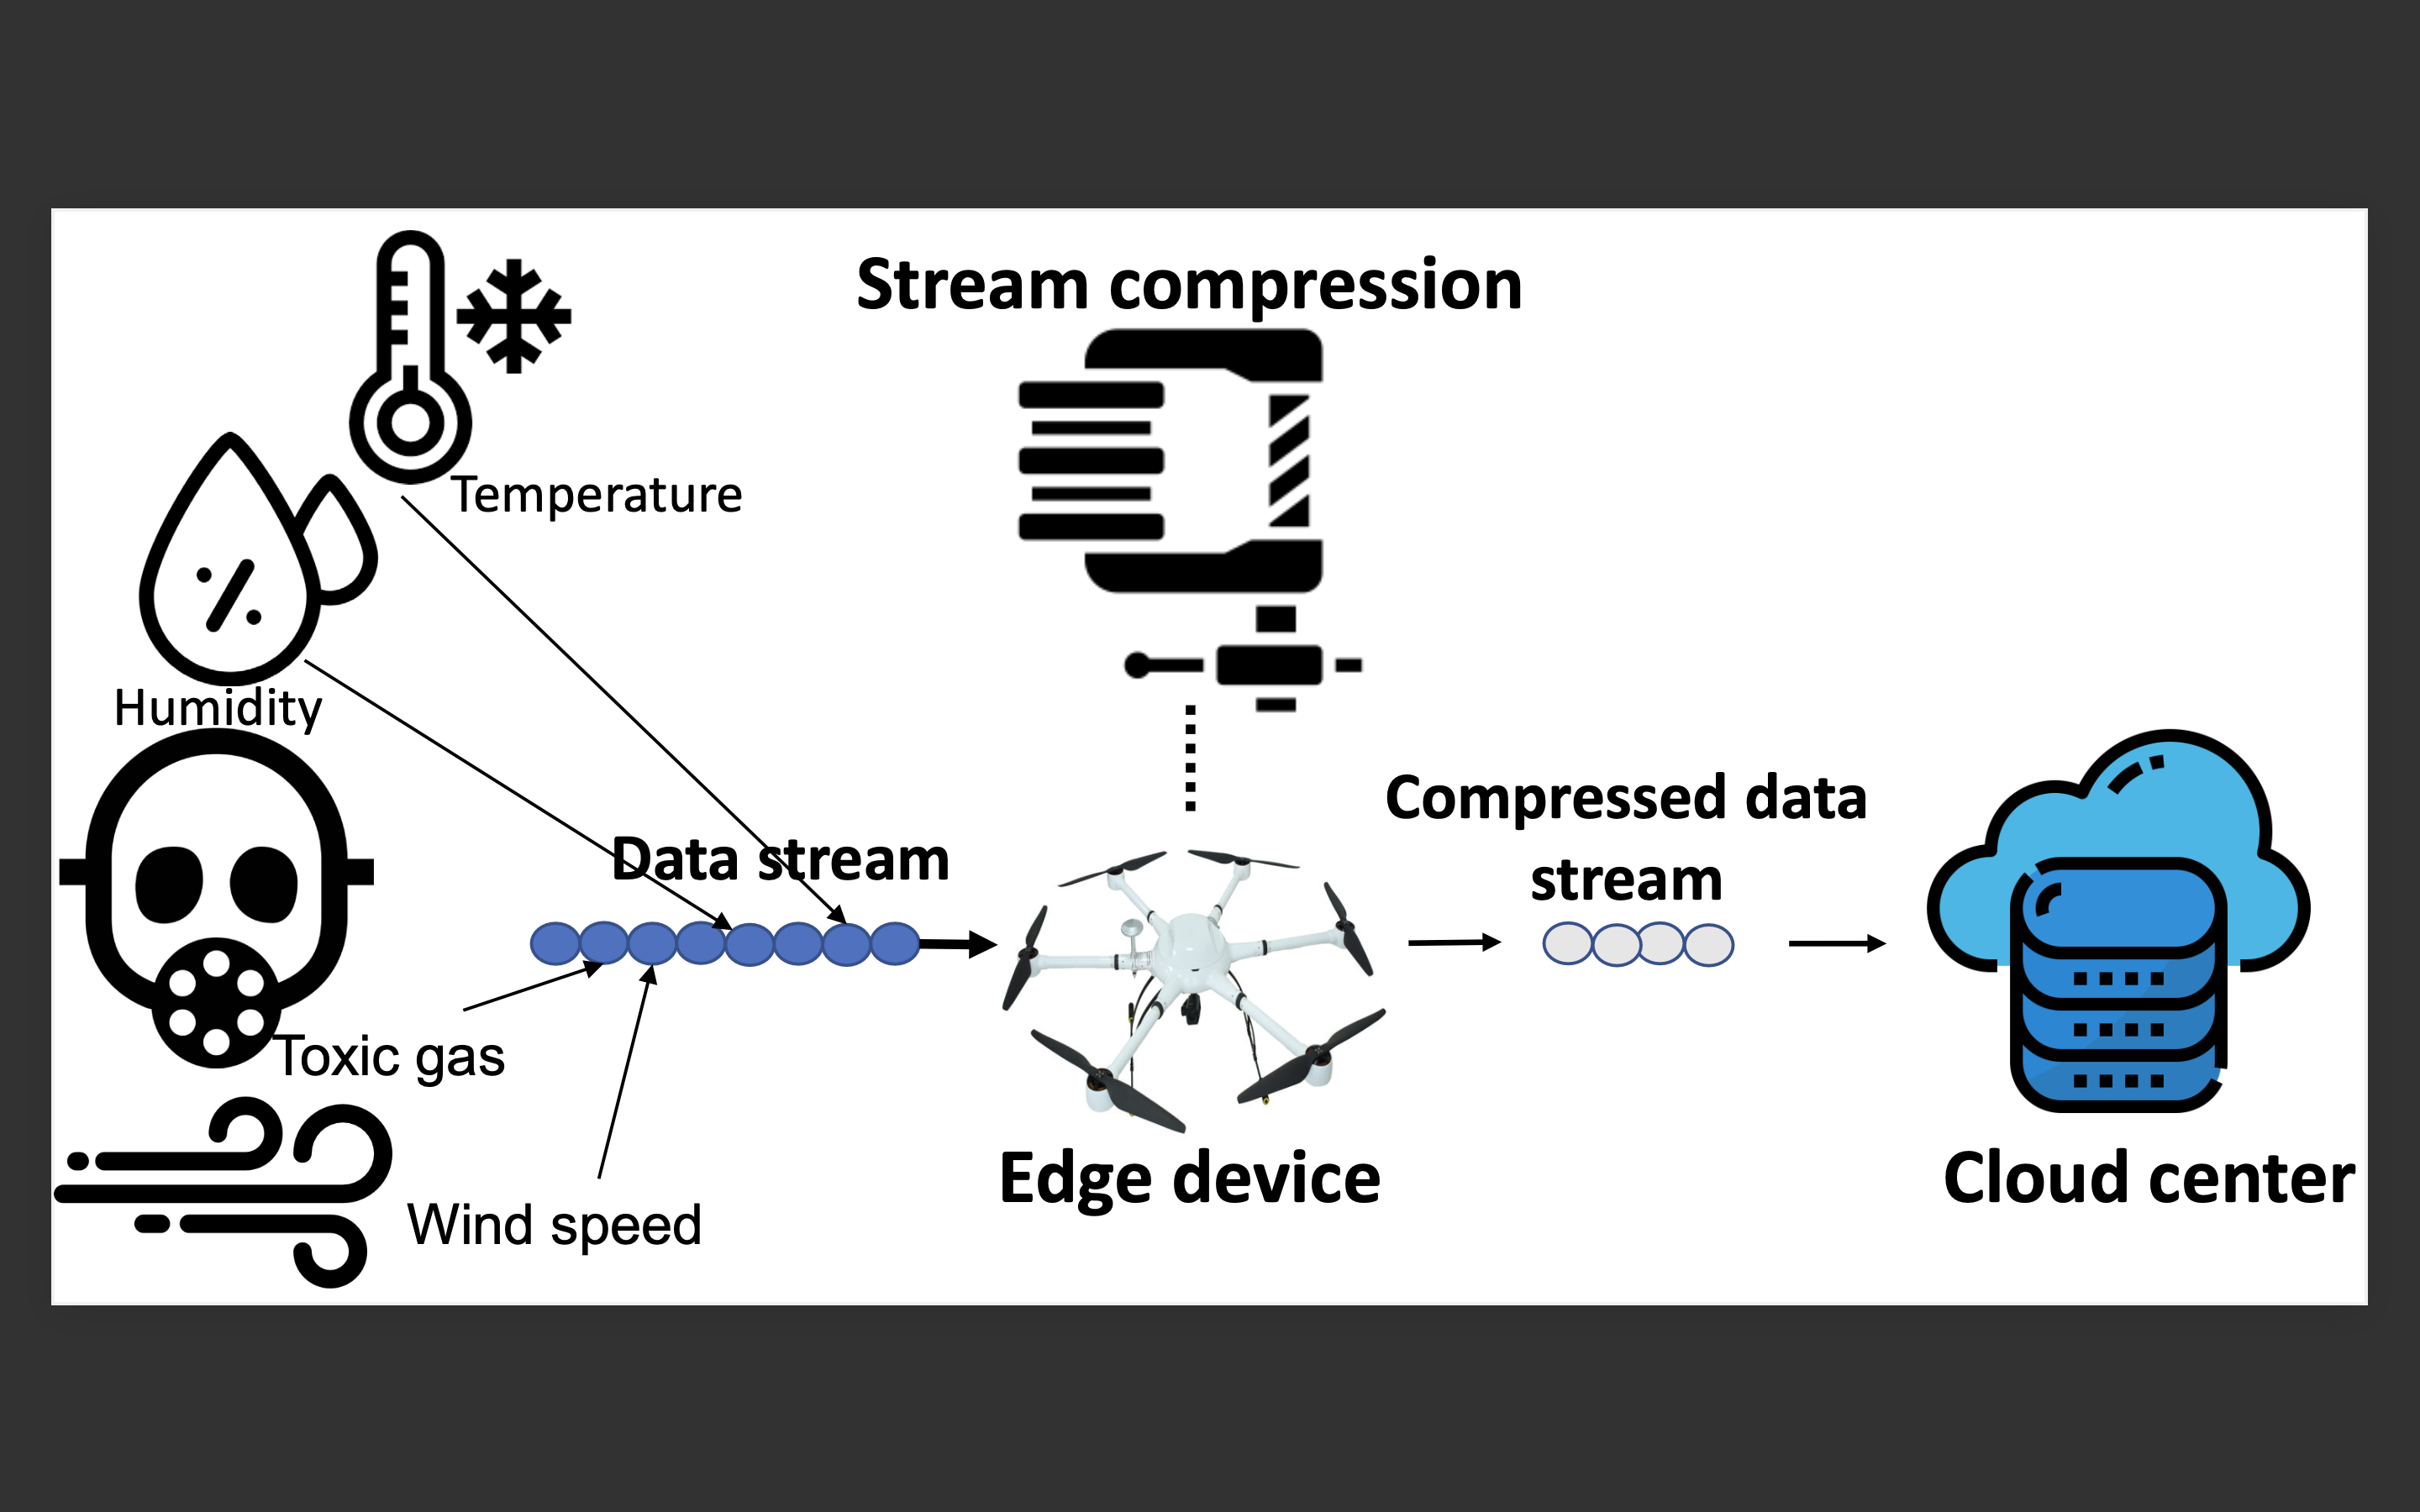 Stream compression
Temperature
Humidity
Data stream
Compressed data
stream
Toxic gas
Edge device
Cloud center
Wind speed